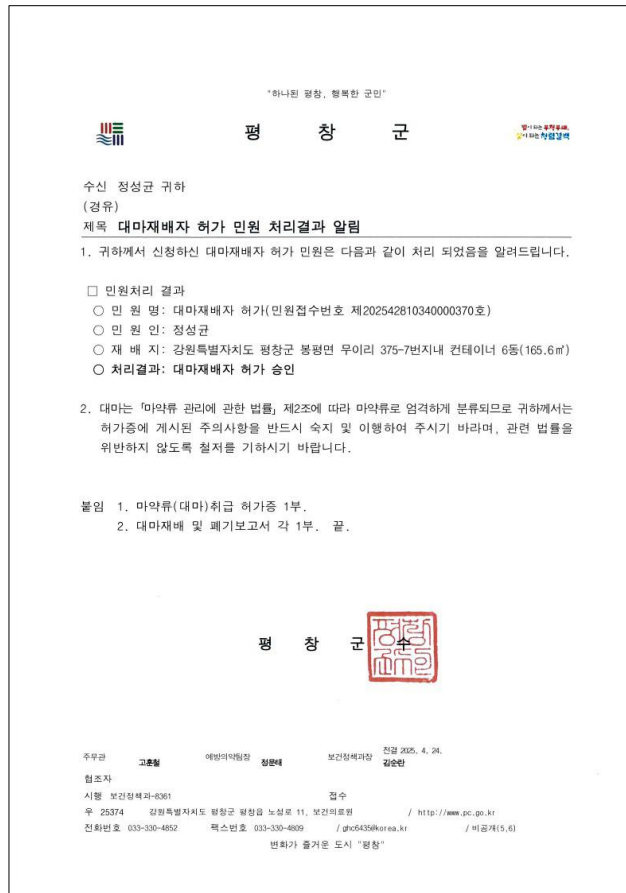 "하나된 평창, 행복한 군민"
평 창 군
수신 정성균 귀하
(경유)
제목 대마재배자 허가 민원 처리결과 알림
1. 귀하께서 신청하신 대마재배자 허가 민원은 다음과 같이 처리 되었음을 알려드립니다.
□ 민원처리 결과
○ 민 원 명: 대마재배자 허가(민원접수번호 제202542810340000370호)
○ 민 원 인: 정성균
○ 재 배 지: 강원특별자치도 평창군 봉평면 무이리 375-7번지내 컨테이너 6동(165.6㎡)
○ 처리결과: 대마재배자 허가 승인
2. 대마는 「마약류 관리에 관한 법률」 제2조에 따라 마약류로 엄격하게 분류되므로 귀하께서는
허가증에 게시된 주의사항을 반드시 숙지 및 이행하여 주시기 바라며, 관련 법률을
위반하지 않도록 철저를 기하시기 바랍니다.
붙임 1. 마약류(대마)취급 허가증 1부.
2. 대마재배 및 폐기보고서 각 1부. 끝.
평 창 군 수
주무관 고훈철 예방의약팀장 정문태 보건정책과장 전결 2025. 4. 24. 김순란
협조자
시행 보건정책과-8361 접수
우 25374 강원특별자치도 평창군 평창읍 노성로 11, 보건의료원 / http://www.pc.go.kr
전화번호 033-330-4852 팩스번호 033-330-4809 / ghc6435@korea.kr / 비공개(5,6)
변화가 즐거운 도시 "평창"